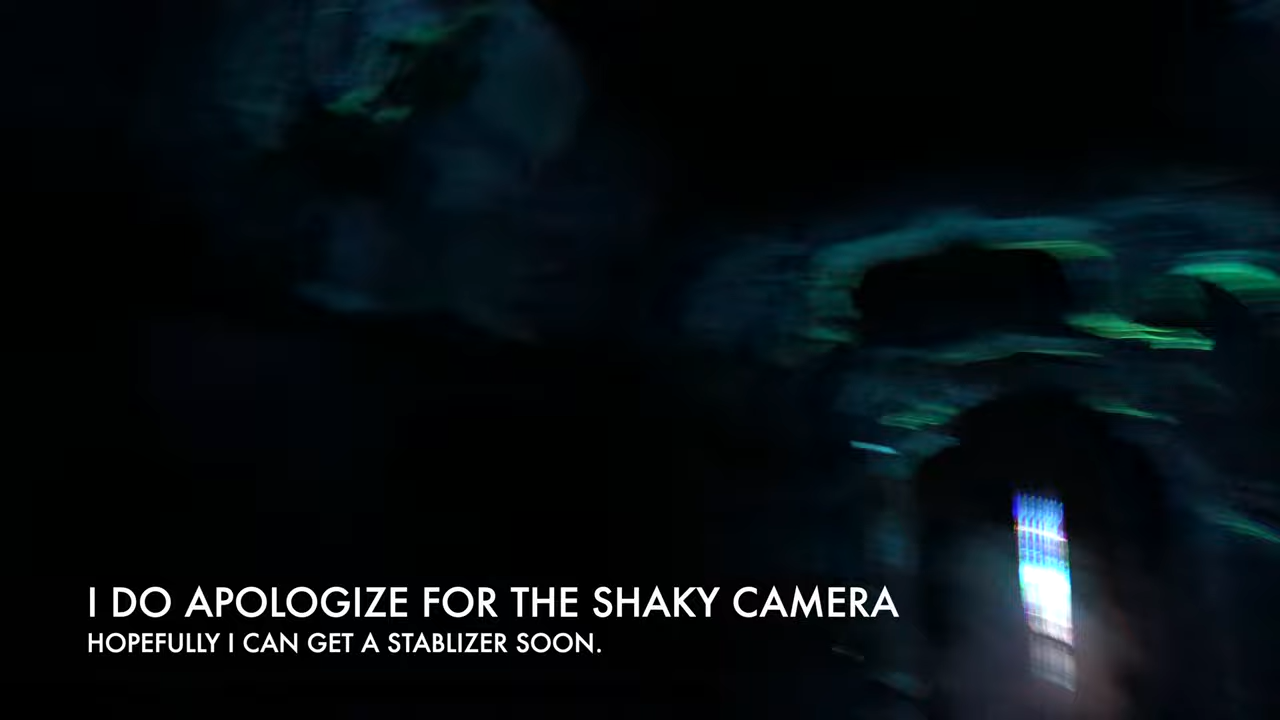 I DO APOLOGIZE FOR THE SHAKY CAMERA
HOPEFULLY I CAN GET A STABLIZER SOON.